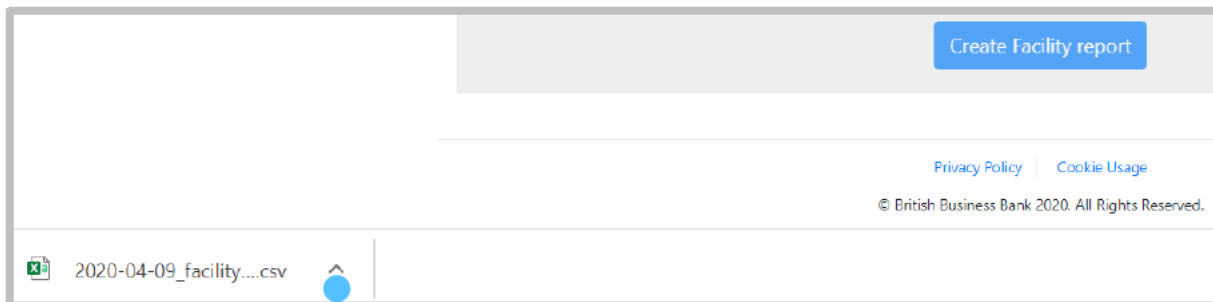 Create Facility report
Privacy Policy Cookie Usage
© British Business Bank 2020. All Rights Reserved.
2020-04-09_facility....csv